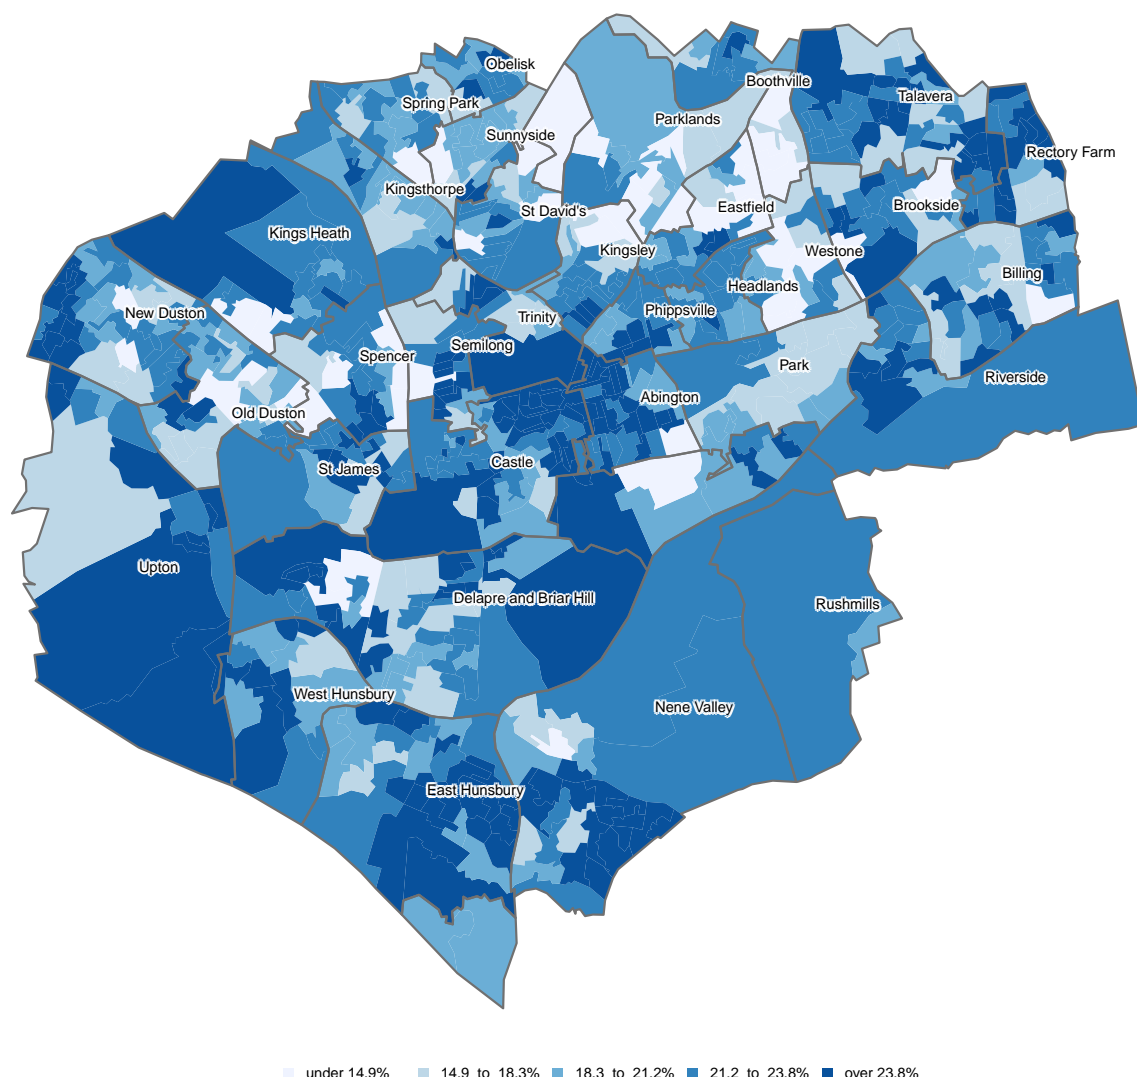 Obelisk
Boothville
Talavera
Spring Park
Parklands
Sunnyside
Rectory Farm
Kingsthorpe
Brookside
Eastfield
St David's
Kings Heath
Kingsley
Westone
Billing
Headlands
New Duston
Phippsville
Trinity
Semilong
Spencer
Park
Riverside
Abington
Old Duston
Castle
St James
Upton
Delapre and Briar Hill
Rushmills
West Hunsbury
Nene Valley
East Hunsbury
under 14.9% 14.9 to 18.3% 18.3 to 21.2% 21.2 to 23.8% over 23.8%